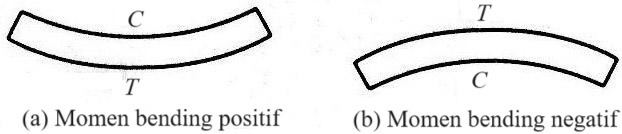 C
T
(a) Momen bending positif
T
C
(b) Momen bending negatif